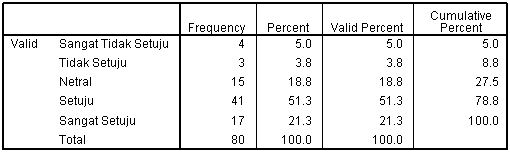 Frequency Percent Valid Percent Cumulative Percent
Valid Sangat Tidak Setuju 4 5.0 5.0 5.0
Tidak Setuju 3 3.8 3.8 8.8
Netral 15 18.8 18.8 27.5
Setuju 41 51.3 51.3 78.8
Sangat Setuju 17 21.3 21.3 100.0
Total 80 100.0 100.0